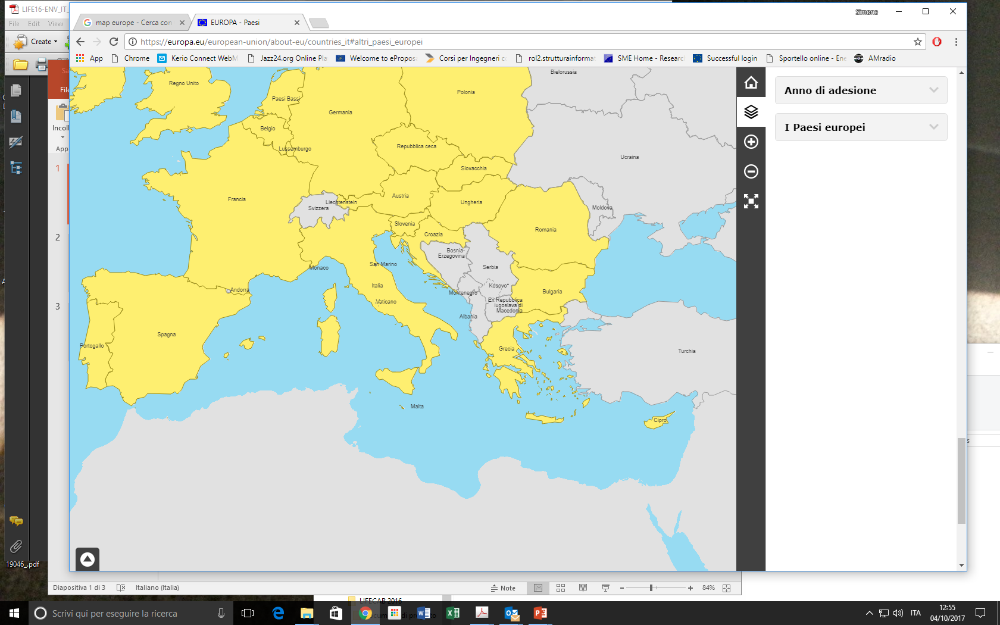 LIFE16-ENV_IT_
Simone
map europe - Cerca con
EUROPA - Paesi
File Edit View
https://europa.eu/european-union/about-eu/countries_it#altri_paesi_europei
Create
App Chrome Kerio Connect WebM Jazz24.org Online Pla Welcome to ePropos Corsi per Ingegneri c rol2.strutturainformat SME Home - Researc Successful login Sportello online - Ene AMradio
File
Incoll
App
1
2
3
Bielorussia
Regno Unito
Polonia
Paesi Bassi
Germania
Belgio
Repubblica ceca
Lussemburgo
Ucraina
Slovacchia
Austria
Francia
Liechtenstein
Ungheria
Svizzera
Moldova
Slovenia
Romania
Croazia
Bosnia-
Erzegovina
San Marino
Serbia
Monaco
Italia
Kosovo*
Andorra
Montenegro
Bulgaria
Vaticano
Ex Repubblica
iugoslava di
Macedonia
Albania
Spagna
Portogallo
Grecia
Turchia
Malta
Cipro
Anno di adesione
I Paesi europei
19046_.pdf
Diapositiva 1 di 3
Italiano (Italia)
Note
84%
LIFECAB 2016
Scrivi qui per eseguire la ricerca
ITA
12:55
04/10/2017